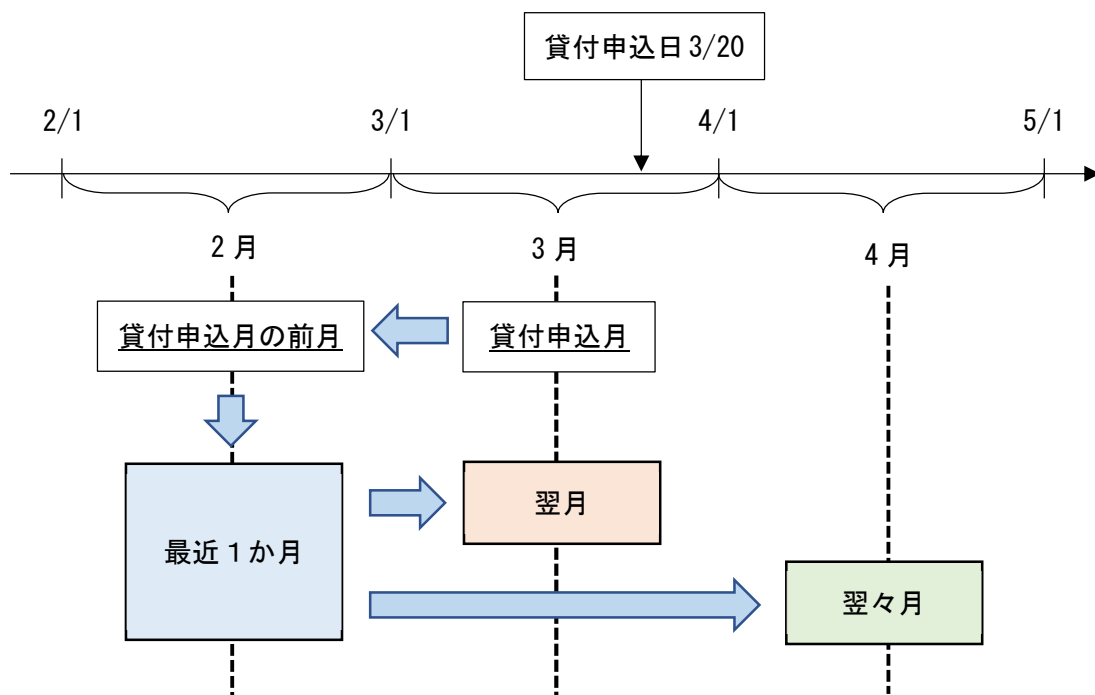 貸付申込日 3/20
2/1
3/1
4/1
5/1
2 月
3 月
4 月
貸付申込月の前月
貸付申込月
最近１か月
翌月
翌々月